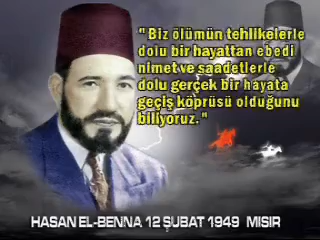 "Biz ölümün tehlikelerle
dolu bir hayattan ebedi
nimet ve saadetlerle
dolu gerçek bir hayata
geçiş köprüsü olduğunu
biliyoruz."
HASAN EL-BENNA 12 ŞUBAT 1949 MISIR